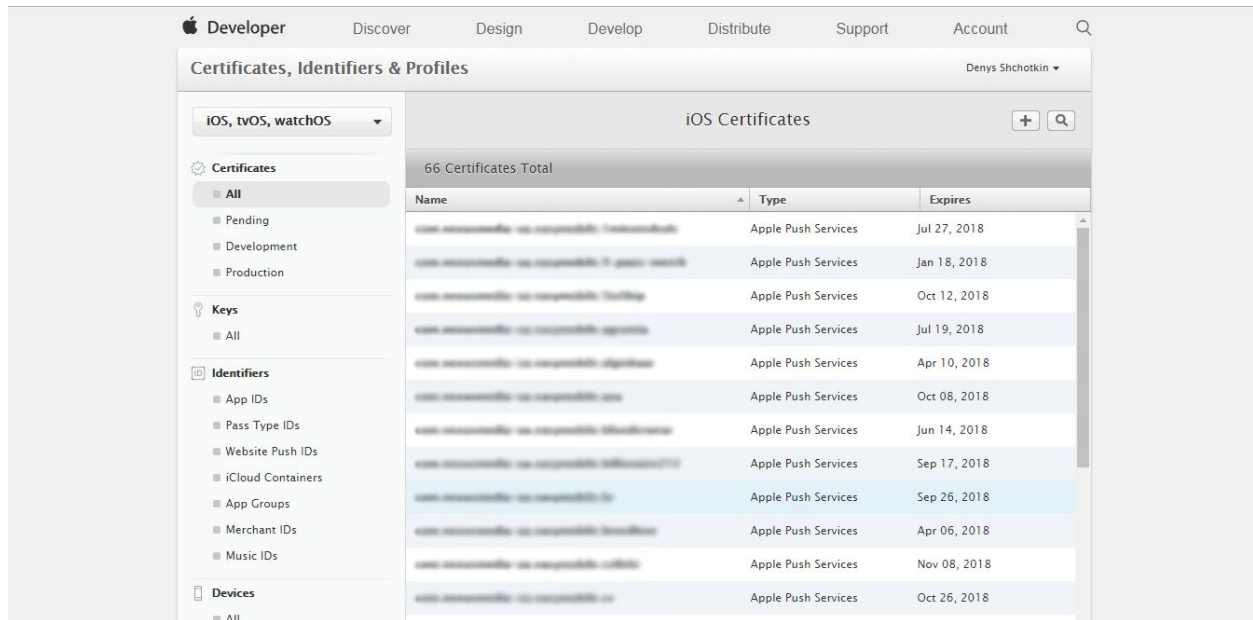 Developer Discover Design Develop Distribute Support Account
Certificates, Identifiers & Profiles
Denys Shchotkin
iOS, tvOS, watchOS
Certificates
All
Pending
Development
Production
Keys
All
Identifiers
App IDs
Pass Type IDs
Website Push IDs
iCloud Containers
App Groups
Merchant IDs
Music IDs
Devices
All
iOS Certificates
66 Certificates Total
Name Type Expires
Apple Push Services Jul 27, 2018
Apple Push Services Jan 18, 2018
Apple Push Services Oct 12, 2018
Apple Push Services Jul 19, 2018
Apple Push Services Apr 10, 2018
Apple Push Services Oct 08, 2018
Apple Push Services Jun 14, 2018
Apple Push Services Sep 17, 2018
Apple Push Services Sep 26, 2018
Apple Push Services Apr 06, 2018
Apple Push Services Nov 08, 2018
Apple Push Services Oct 26, 2018